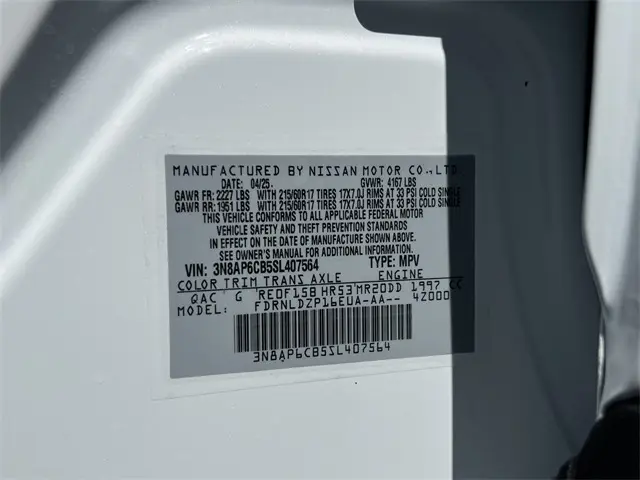 MANUFACTURED BY NISSAN MOTOR CO.,LTD.
DATE: 04/25 GVWR: 4167 LBS
GAWR FR: 2227 LBS WITH 215/60R17 TIRES 17X7.0J RIMS AT 33 PSI COLD SINGLE
GAWR RR: 1951 LBS WITH 215/60R17 TIRES 17X7.0J RIMS AT 33 PSI COLD SINGLE
THIS VEHICLE CONFORMS TO ALL APPLICABLE FEDERAL MOTOR
VEHICLE SAFETY AND THEFT PREVENTION STANDARDS IN
EFFECT ON THE DATE OF MANUFACTURE SHOWN ABOVE.
SEE OWNER'S MANUAL FOR ADDITIONAL INFORMATION.
VIN: 3N8AP6CB5SL407564 TYPE: MPV
COLOR TRIM TRANS AXLE ENGINE
QAC G RE0F15B HR53 MR20DD 1997 CC
MODEL: FDRNLDZP16EUA-AA-- 4Z000
3N8AP6CB5SL407564